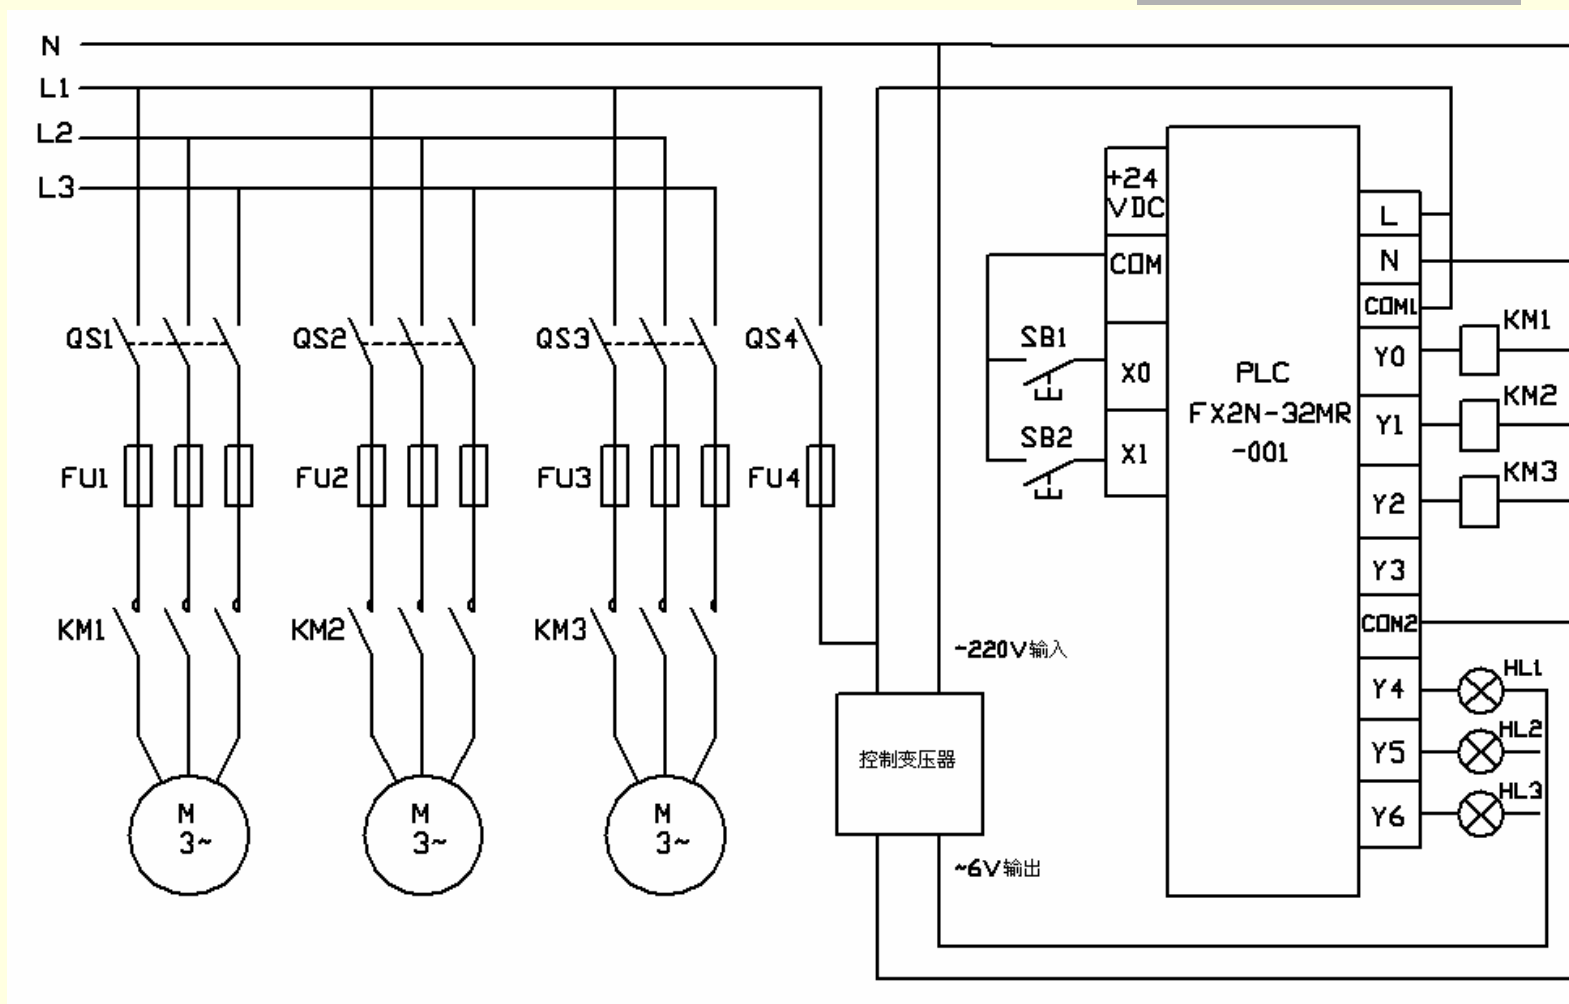 N
L1
L2
L3
QS1
QS2
QS3
QS4
FU1
FU2
FU3
FU4
KM1
KM2
KM3
M
3~
M
3~
M
3~
-220V输入
控制变压器
~6V输出
SB1
SB2
+24
VDC
COM
X0
X1
PLC
FX2N-32MR
-001
L
N
COM1
Y0
Y1
Y2
Y3
CON2
Y4
Y5
Y6
KM1
KM2
KM3
HL1
HL2
HL3